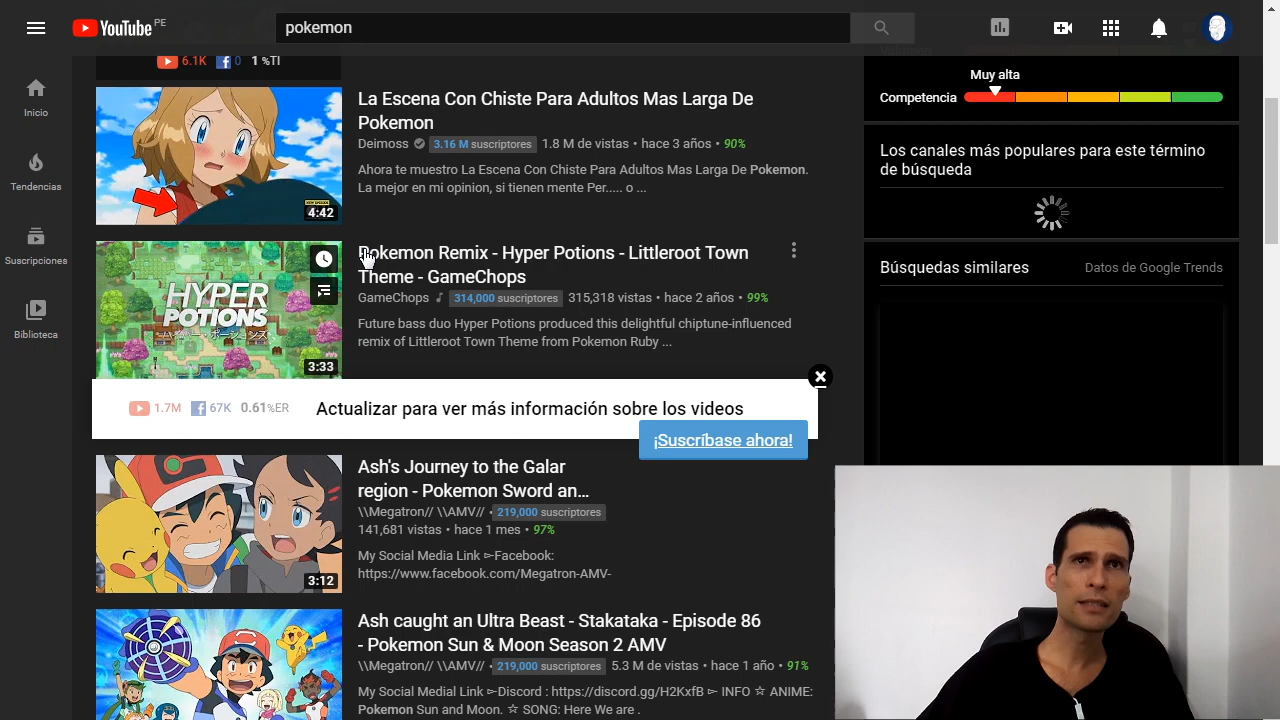 YouTube PE
pokemon
Inicio
Tendencias
Suscripciones
Biblioteca
6.1K 0 1 %TI
4:42
La Escena Con Chiste Para Adultos Mas Larga De
Pokemon
Deimoss 3.16 M suscriptores 1.8 M de vistas • hace 3 años • 90%
Ahora te muestro La Escena Con Chiste Para Adultos Mas Larga De Pokemon.
La mejor en mi opinion, si tienen mente Per..... o ...
HYPER
POTIONS
ハイパー・ポーションズ
3:33
Pokemon Remix - Hyper Potions - Littleroot Town
Theme - GameChops
GameChops 314,000 suscriptores 315,318 vistas • hace 2 años • 99%
Future bass duo Hyper Potions produced this delightful chiptune-influenced
remix of Littleroot Town Theme from Pokemon Ruby ...
1.7M 67K 0.61%ER
Actualizar para ver más información sobre los videos
¡Suscríbase ahora!
3:12
Ash's Journey to the Galar
region - Pokemon Sword an...
\\Megatron// \\AMV// • 219,000 suscriptores
141,681 vistas • hace 1 mes • 97%
My Social Media Link ⊳Facebook:
https://www.facebook.com/Megatron-AMV-
Ash caught an Ultra Beast - Stakataka - Episode 86
- Pokemon Sun & Moon Season 2 AMV
\\Megatron// \\AMV// • 219,000 suscriptores 5.3 M de vistas • hace 1 año • 91%
My Social Medial Link ⊳Discord : https://discord.gg/H2KxfB ⊳ INFO ☆ ANIME:
Pokemon Sun and Moon. ☆ SONG: Here We are .
Muy alta
Competencia
Los canales más populares para este término
de búsqueda
Búsquedas similares
Datos de Google Trends